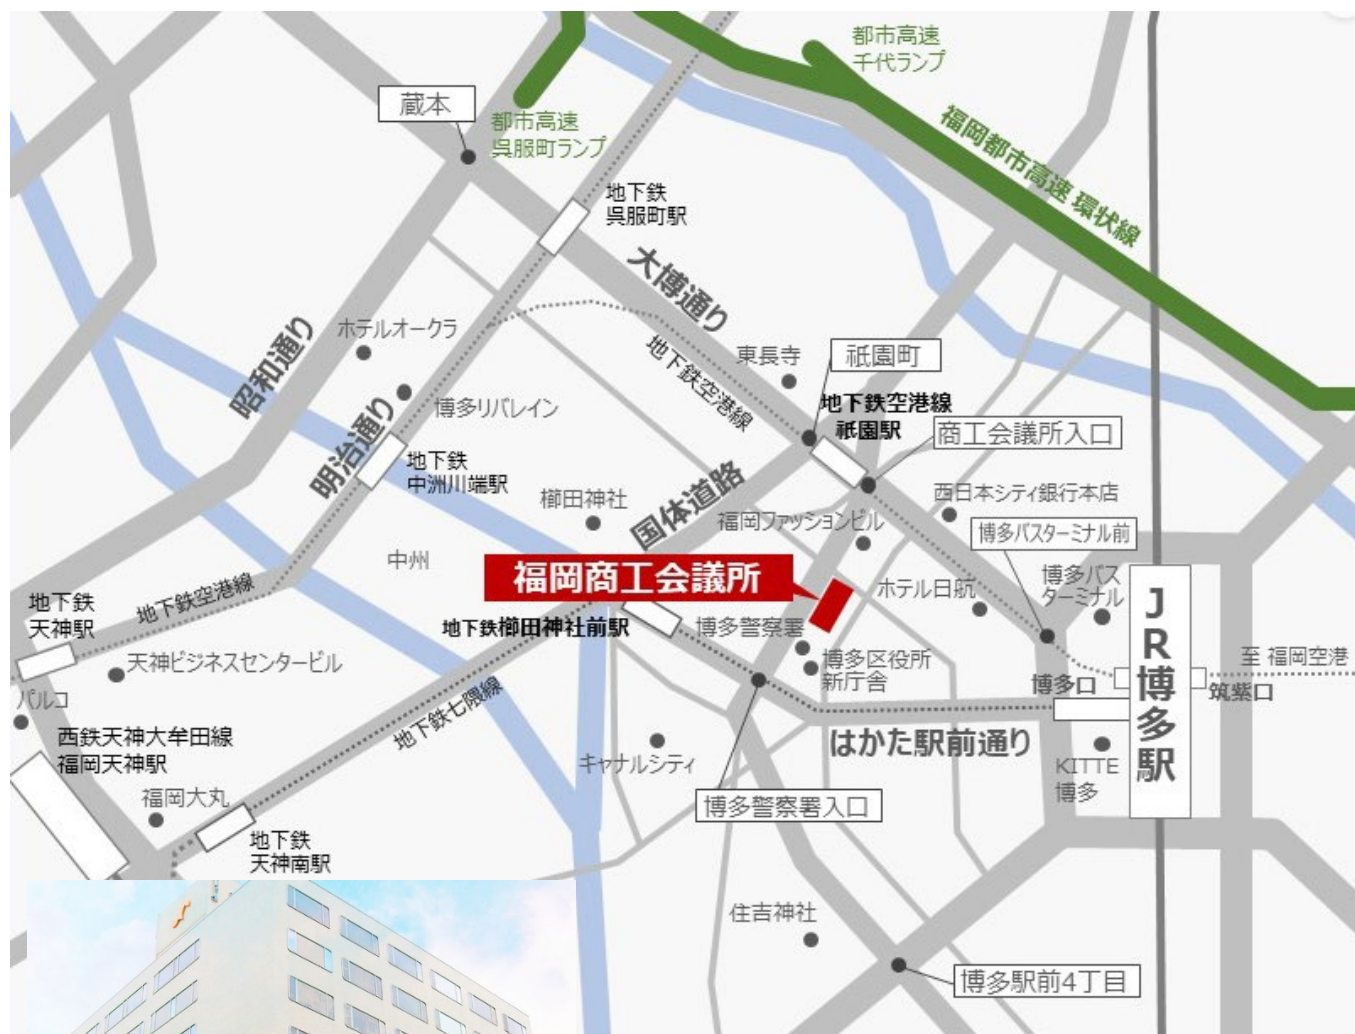 都市高速
千代ランプ
蔵本
都市高速
呉服町ランプ
福岡都市高速 環状線
地下鉄
呉服町駅
大博通り
昭和通り
ホテルオークラ
地下鉄空港線
東長寺
祇園町
明治通り
博多リバレイン
地下鉄空港線
祇園駅
商工会議所入口
地下鉄
中洲川端駅
国体道路
櫛田神社
西日本シティ銀行本店
福岡ファッションビル
博多バスターミナル前
中州
福岡商工会議所
ホテル日航
博多バス
ターミナル
JR博多駅
地下鉄空港線
地下鉄
天神駅
地下鉄櫛田神社前駅
博多警察署
博多区役所
新庁舎
至 福岡空港
天神ビジネスセンタービル
博多口
筑紫口
パルコ
地下鉄七隈線
西鉄天神大牟田線
福岡天神駅
はかた駅前通り
キャナルシティ
KITTE
博多
福岡大丸
博多警察署入口
地下鉄
天神南駅
住吉神社
博多駅前4丁目